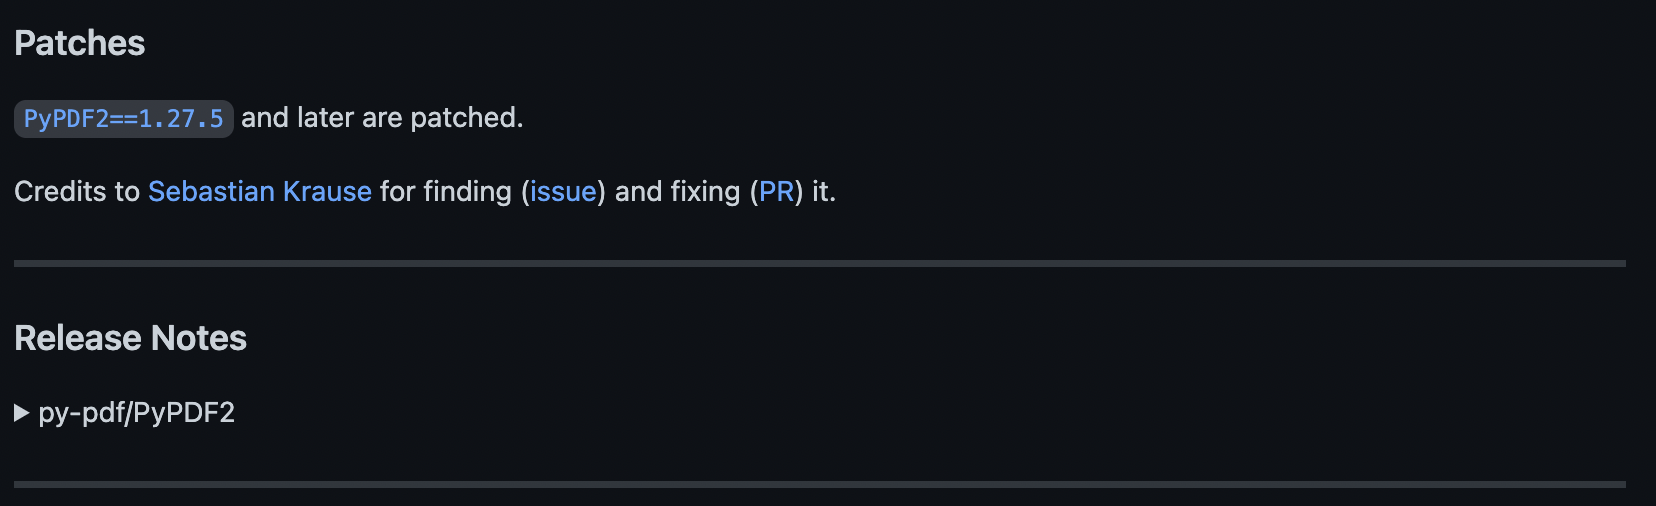 Patches
PyPDF2==1.27.5 and later are patched.
Credits to Sebastian Krause for finding (issue) and fixing (PR) it.
Release Notes
py-pdf/PyPDF2